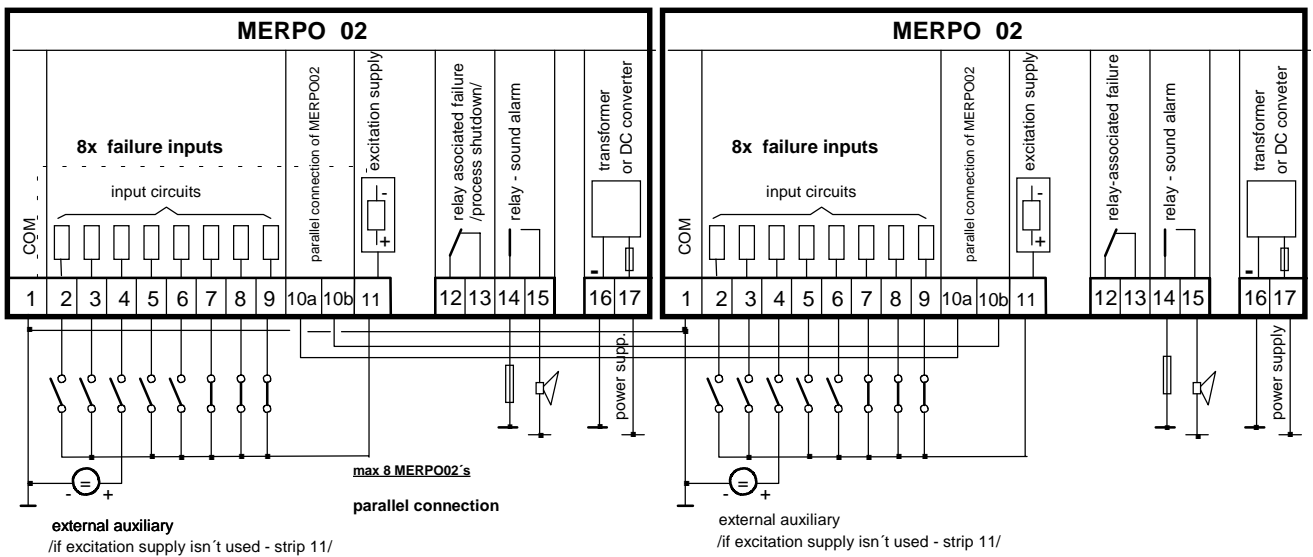 MERPO 02
8x failure inputs
input circuits
COM
parallel connection of MERPO02
excitation supply
-
+
relay asociated failure
/process shutdown/
relay - sound alarm
transformer
or DC converter
-
1 2 3 4 5 6 7 8 9 10a 10b 11 12 13 14 15 16 17
power supp.
- = +
external auxiliary
/if excitation supply isn´t used - strip 11/
max 8 MERPO02´s
parallel connection
MERPO 02
8x failure inputs
input circuits
COM
parallel connection of MERPO02
excitation supply
-
+
relay-associated failure
relay - sound alarm
transformer
or DC converter
-
1 2 3 4 5 6 7 8 9 10a 10b 11 12 13 14 15 16 17
power supply
- = +
external auxiliary
/if excitation supply isn´t used - strip 11/